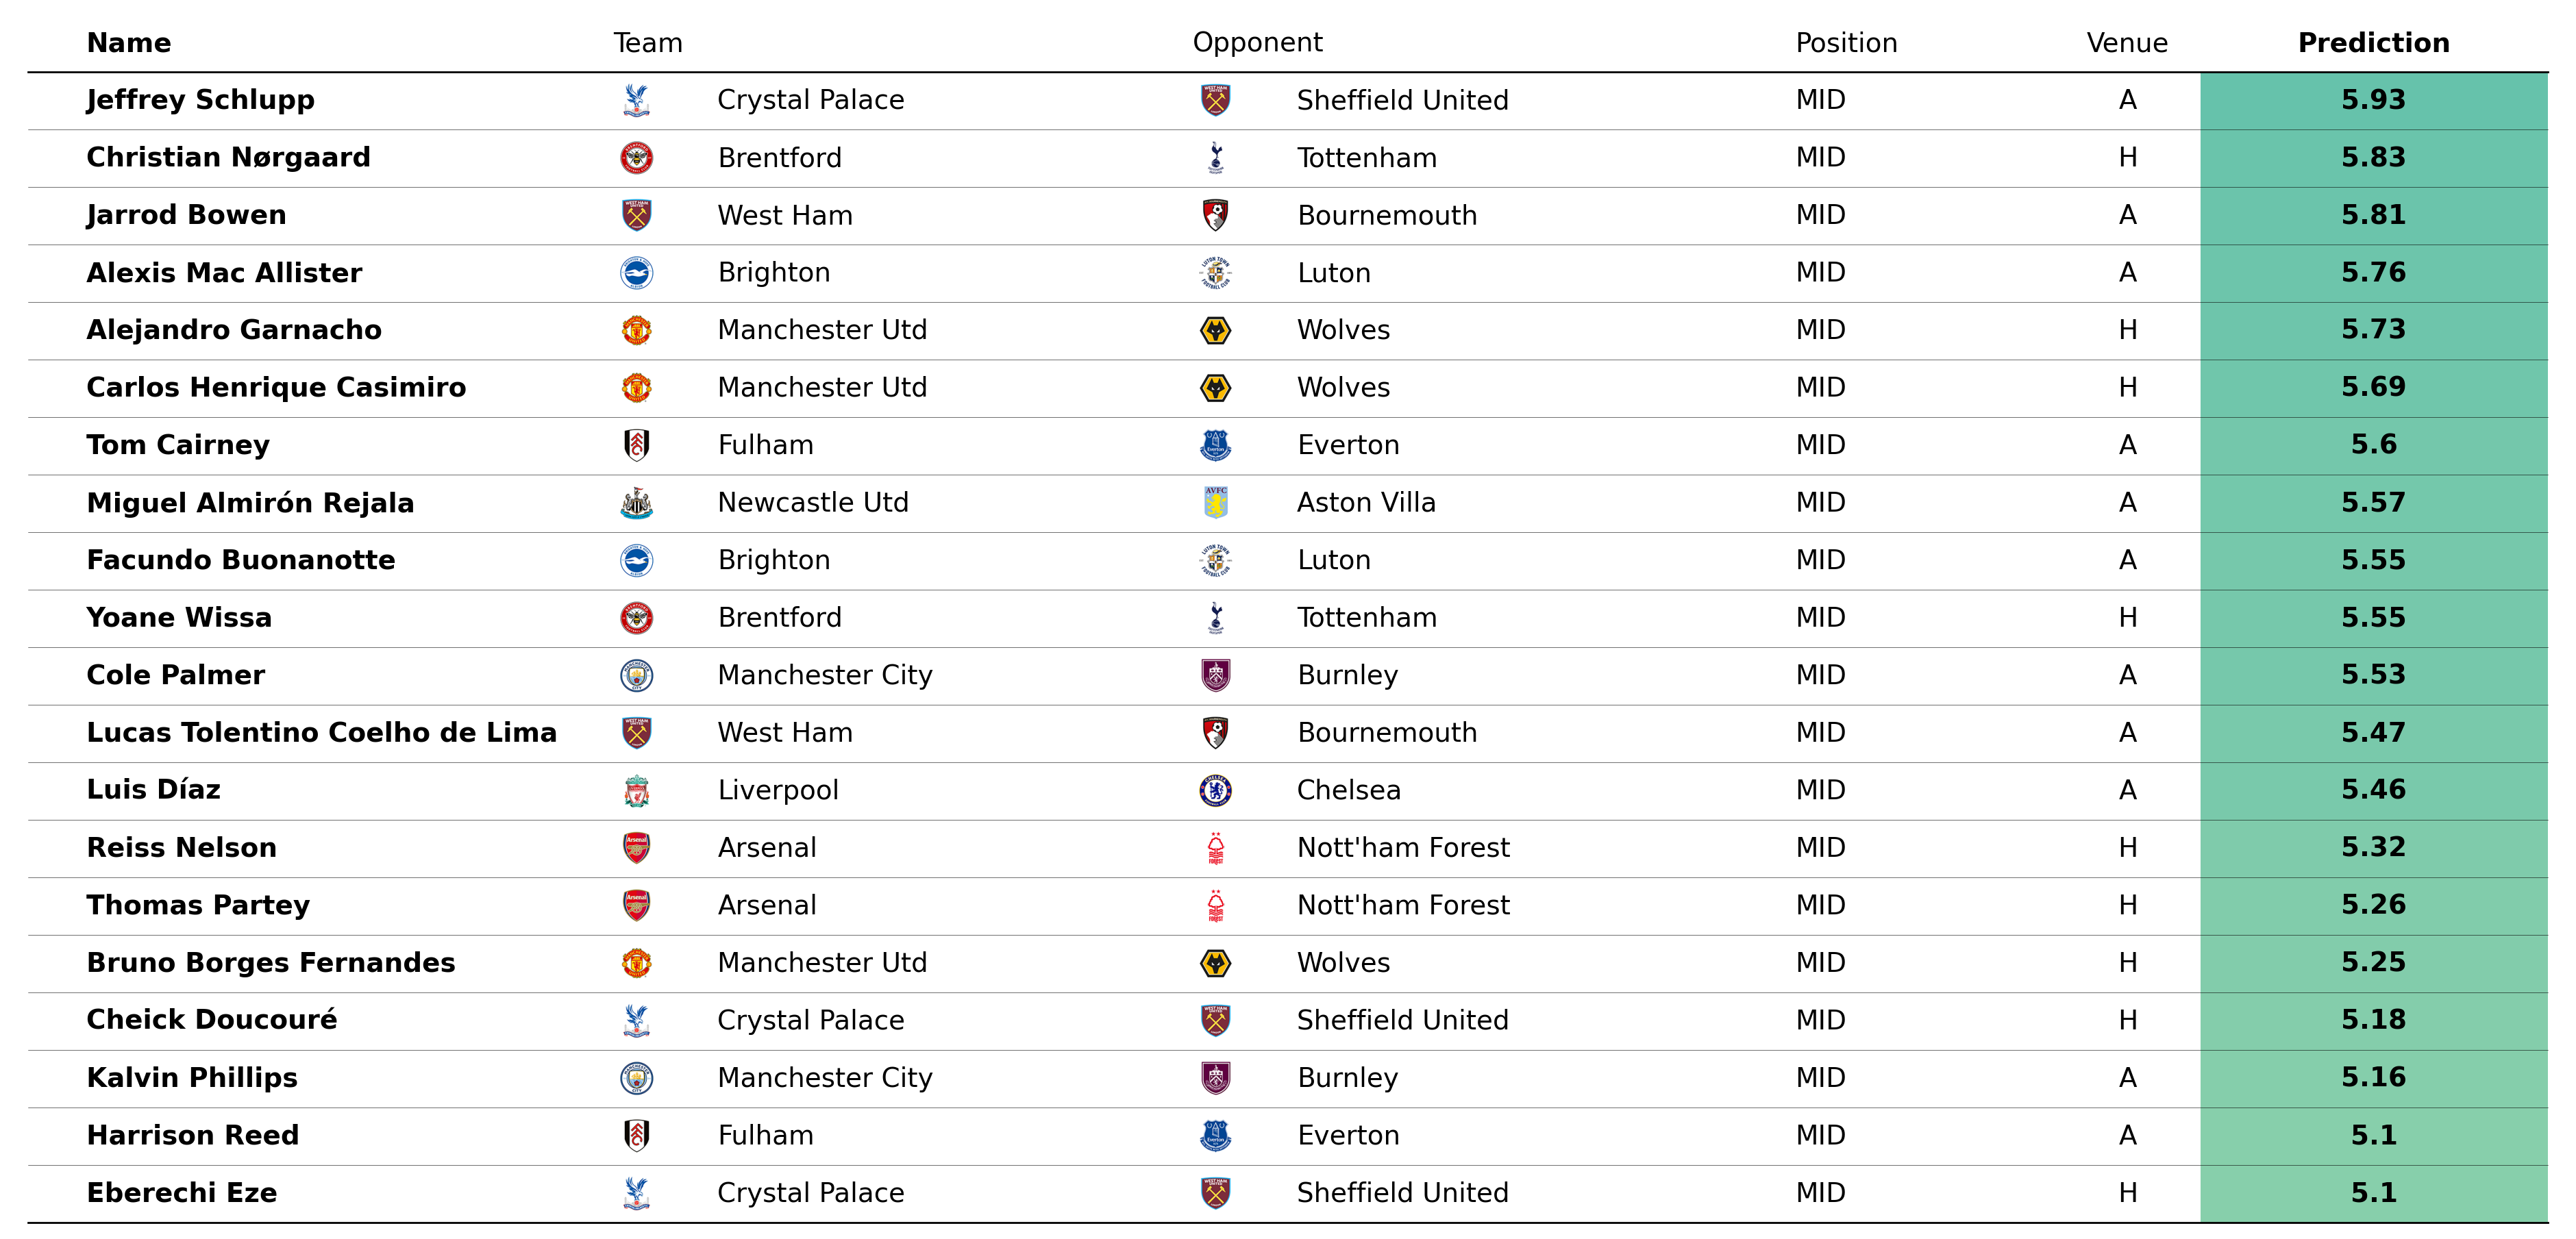 Name Team Opponent Position Venue Prediction
Jeffrey Schlupp Crystal Palace Sheffield United MID A 5.93
Christian Nørgaard Brentford Tottenham MID H 5.83
Jarrod Bowen West Ham Bournemouth MID A 5.81
Alexis Mac Allister Brighton Luton MID A 5.76
Alejandro Garnacho Manchester Utd Wolves MID H 5.73
Carlos Henrique Casimiro Manchester Utd Wolves MID H 5.69
Tom Cairney Fulham Everton MID A 5.6
Miguel Almirón Rejala Newcastle Utd Aston Villa MID A 5.57
Facundo Buonanotte Brighton Luton MID A 5.55
Yoane Wissa Brentford Tottenham MID H 5.55
Cole Palmer Manchester City Burnley MID A 5.53
Lucas Tolentino Coelho de Lima West Ham Bournemouth MID A 5.47
Luis Díaz Liverpool Chelsea MID A 5.46
Reiss Nelson Arsenal Nott'ham Forest MID H 5.32
Thomas Partey Arsenal Nott'ham Forest MID H 5.26
Bruno Borges Fernandes Manchester Utd Wolves MID H 5.25
Cheick Doucouré Crystal Palace Sheffield United MID H 5.18
Kalvin Phillips Manchester City Burnley MID A 5.16
Harrison Reed Fulham Everton MID A 5.1
Eberechi Eze Crystal Palace Sheffield United MID H 5.1